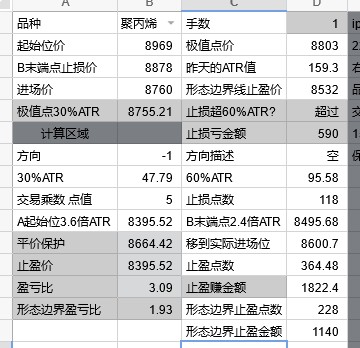 品种 聚丙烯 手数 1 ip
起始位价 8969 极值点价 8803 2
B末端点止损价 8878 昨天的ATR值 159.3 右
进场价 8760 形态边界线止盈价 8532 品
极值点30%ATR 8755.21 止损超60%ATR? 超过 交
计算区域 止损亏金额 590 1
方向 -1 方向描述 空 保
30%ATR 47.79 60%ATR 95.58
交易乘数 点值 5 止损点数 118
A起始位3.6倍ATR 8395.52 B末端点2.4倍ATR 8495.68
平价保护 8664.42 移到实际进场位 8600.7
止盈价 8395.52 止盈点数 364.48
盈亏比 3.09 止盈赚金额 1822.4
形态边界盈亏比 1.93 形态边界止盈点数 228
形态边界止盈金额 1140